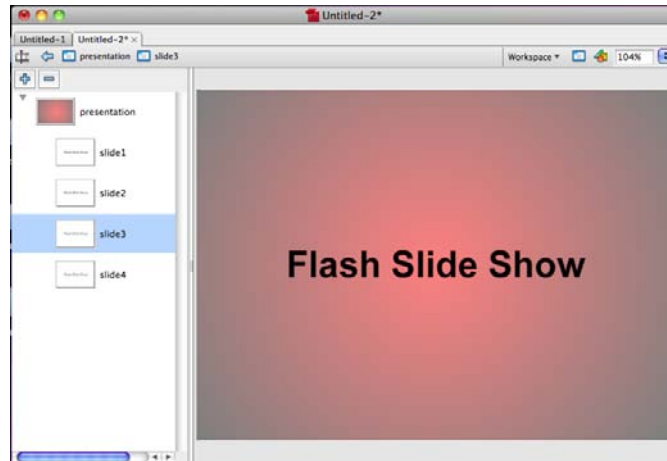 Untitled-2*
Untitled-1 Untitled-2* ×
presentation slide3 Workspace 104%
presentation
slide1
slide2
slide3
slide4
Flash Slide Show